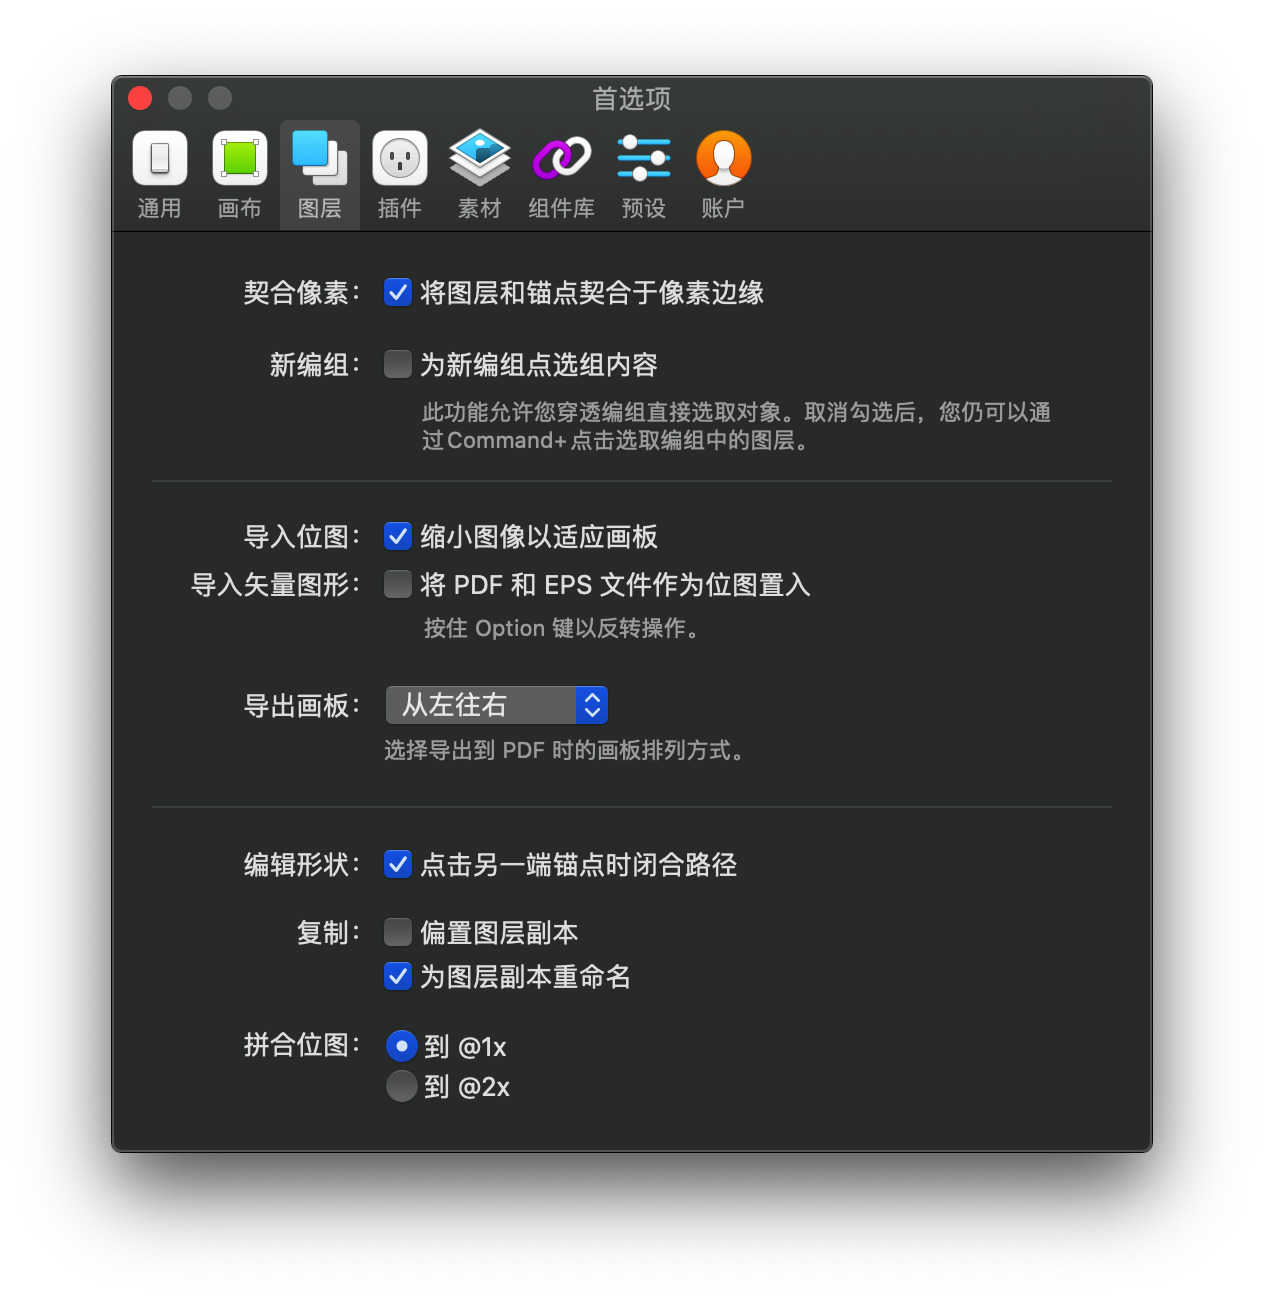 首选项
通用 画布 图层 插件 素材 组件库 预设 账户
契合像素： 将图层和锚点契合于像素边缘
新编组： 为新编组点选组内容
此功能允许您穿透编组直接选取对象。取消勾选后，您仍可以通
过Command+点击选取编组中的图层。
导入位图： 缩小图像以适应画板
导入矢量图形： 将 PDF 和 EPS 文件作为位图置入
按住 Option 键以反转操作。
导出画板： 从左往右
选择导出到 PDF 时的画板排列方式。
编辑形状： 点击另一端锚点时闭合路径
复制： 偏置图层副本
为图层副本重命名
拼合位图： 到 @1x
到 @2x